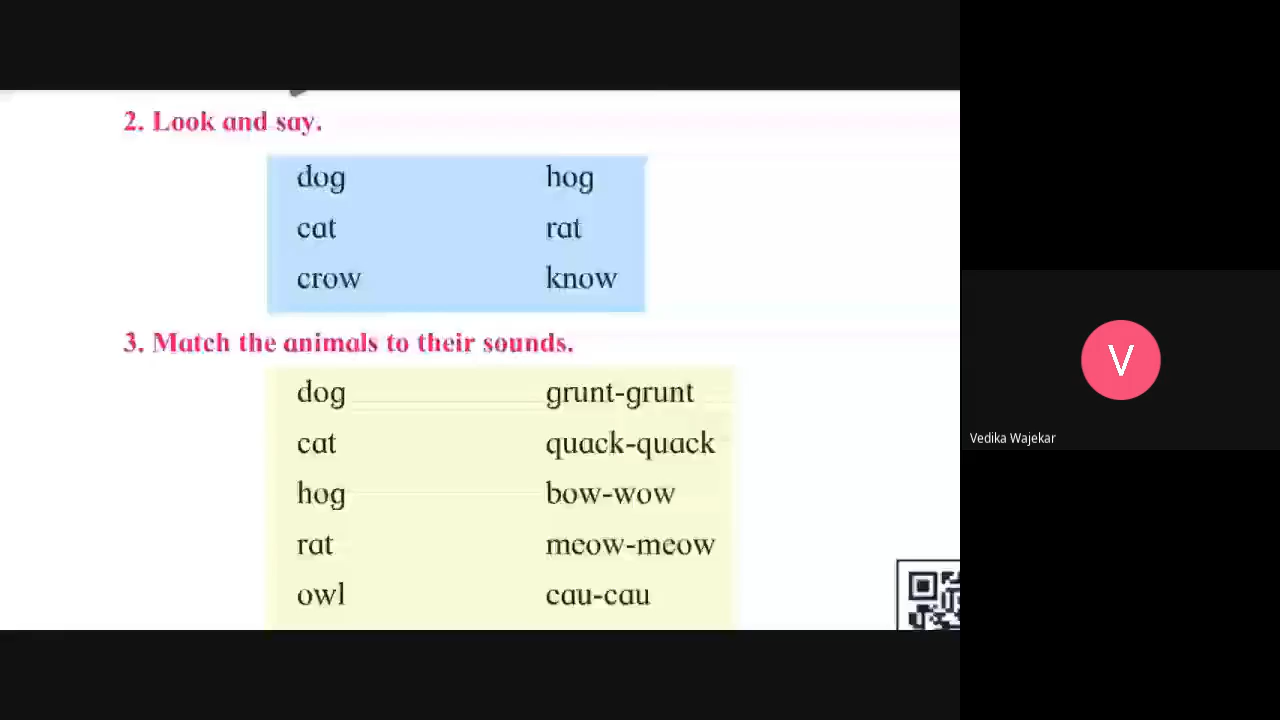 2. Look and say.
dog hog
cat rat
crow know
3. Match the animals to their sounds.
dog grunt-grunt
cat quack-quack
hog bow-wow
rat meow-meow
owl cau-cau
V
Vedika Wajekar